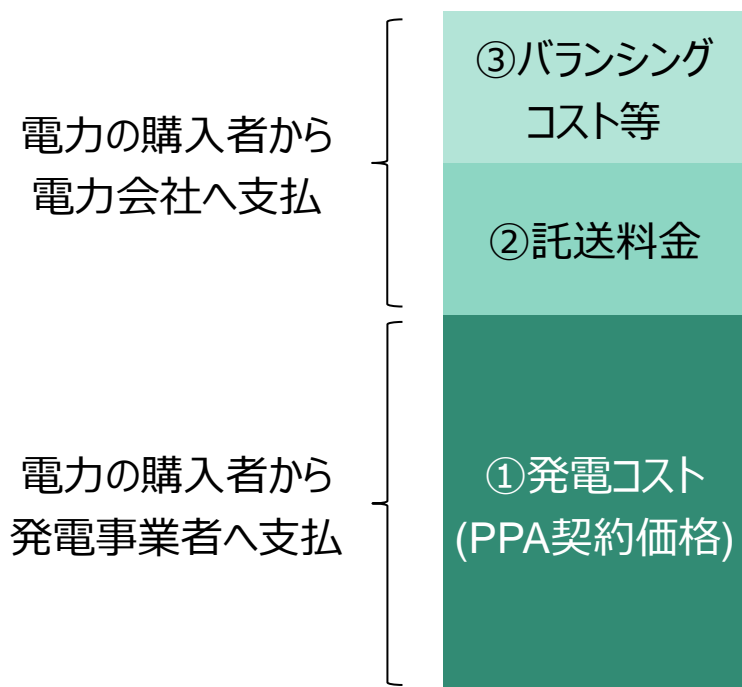 電力の購入者から
電力会社へ支払
③バランシング
コスト等
②託送料金
電力の購入者から
発電事業者へ支払
①発電コスト
(PPA契約価格)